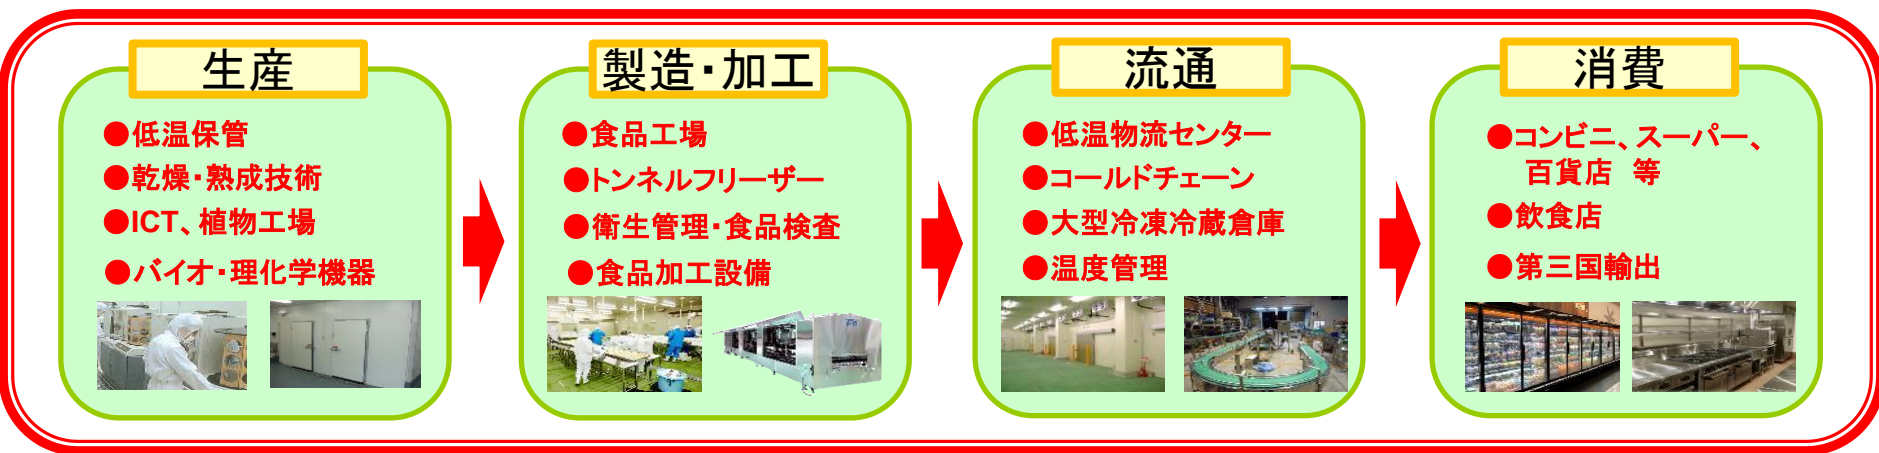 生産
●低温保管
●乾燥・熟成技術
●ICT、植物工場
●バイオ・理化学機器
製造・加工
●食品工場
●トンネルフリーザー
●衛生管理・食品検査
●食品加工設備
流通
●低温物流センター
●コールドチェーン
●大型冷凍冷蔵倉庫
●温度管理
消費
●コンビニ、スーパー、
百貨店　等
●飲食店
●第三国輸出